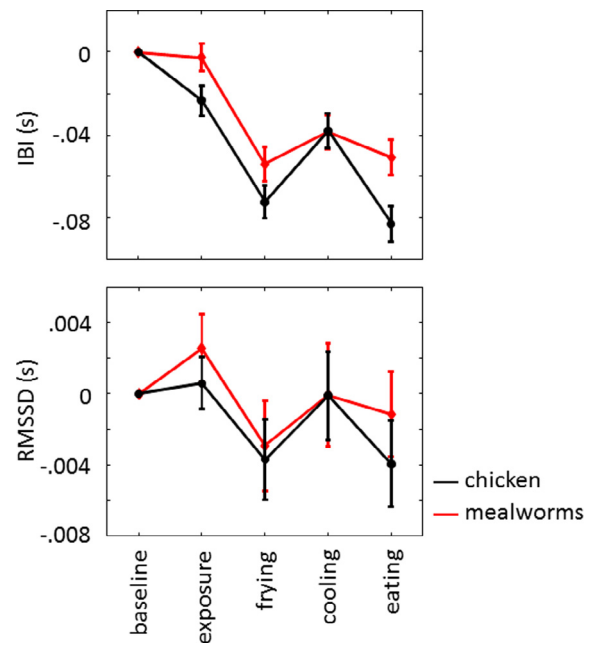 0
-.04
-.08
IBI (s)
.004
0
-.004
-.008
RMSSD (s)
chicken
mealworms
baseline
exposure
frying
cooling
eating